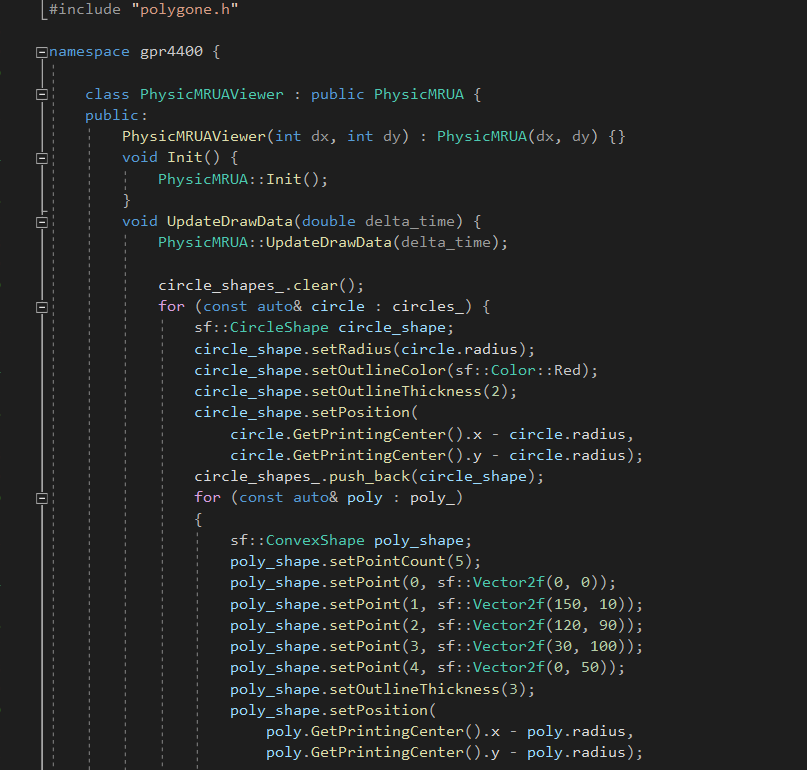 #include "polygone.h"
namespace gpr4400 {
class PhysicMRUAViewer : public PhysicMRUA {
public:
PhysicMRUAViewer(int dx, int dy) : PhysicMRUA(dx, dy) {}
void Init() {
PhysicMRUA::Init();
}
void UpdateDrawData(double delta_time) {
PhysicMRUA::UpdateDrawData(delta_time);
circle_shapes_.clear();
for (const auto& circle : circles_) {
sf::CircleShape circle_shape;
circle_shape.setRadius(circle.radius);
circle_shape.setOutlineColor(sf::Color::Red);
circle_shape.setOutlineThickness(2);
circle_shape.setPosition(
circle.GetPrintingCenter().x - circle.radius,
circle.GetPrintingCenter().y - circle.radius);
circle_shapes_.push_back(circle_shape);
for (const auto& poly : poly_)
{
sf::ConvexShape poly_shape;
poly_shape.setPointCount(5);
poly_shape.setPoint(0, sf::Vector2f(0, 0));
poly_shape.setPoint(1, sf::Vector2f(150, 10));
poly_shape.setPoint(2, sf::Vector2f(120, 90));
poly_shape.setPoint(3, sf::Vector2f(30, 100));
poly_shape.setPoint(4, sf::Vector2f(0, 50));
poly_shape.setOutlineThickness(3);
poly_shape.setPosition(
poly.GetPrintingCenter().x - poly.radius,
poly.GetPrintingCenter().y - poly.radius);